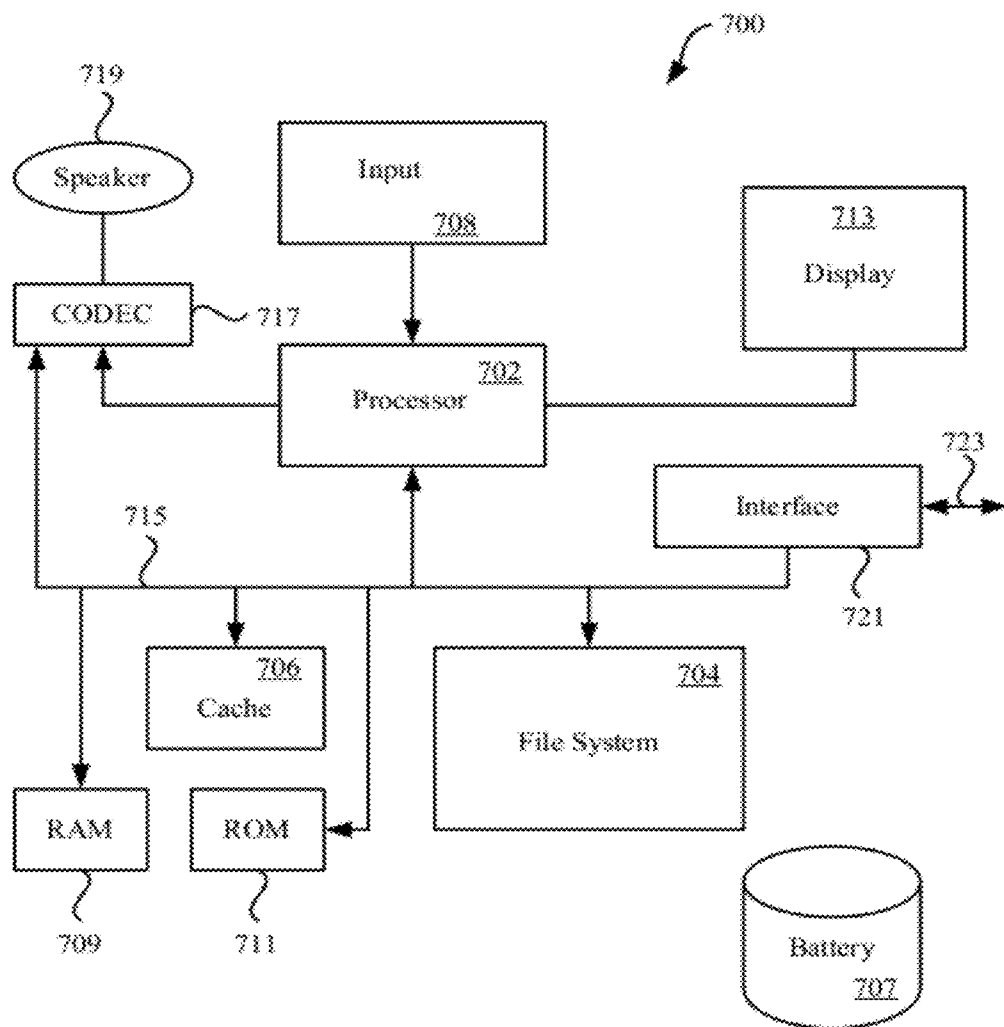 700
719
Speaker
Input
708
713
Display
CODEC
717
702
Processor
723
Interface
715
721
706
Cache
704
File System
RAM
ROM
709
711
Battery
707